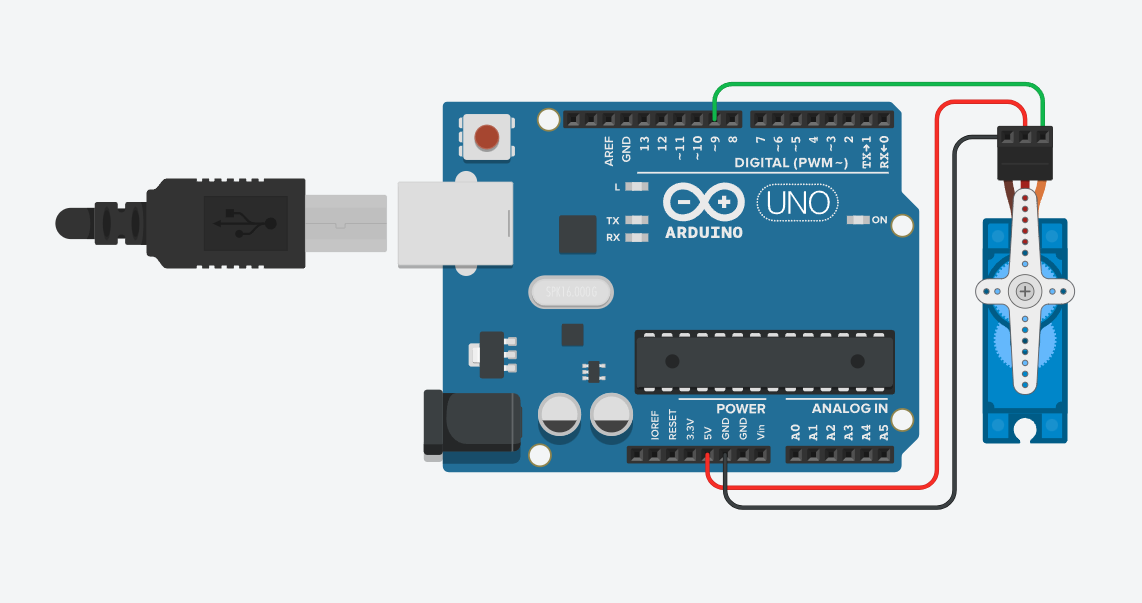 AREF
GND
13
12
~11
~10
~9
8
7
~6
~5
4
~3
2
TX→1
RX←0
DIGITAL (PWM~)
L
TX
RX
ARDUINO
UNO
ON
POWER
ANALOG IN
IOREF
RESET
3.3V
5V
GND
GND
Vin
A0
A1
A2
A3
A4
A5